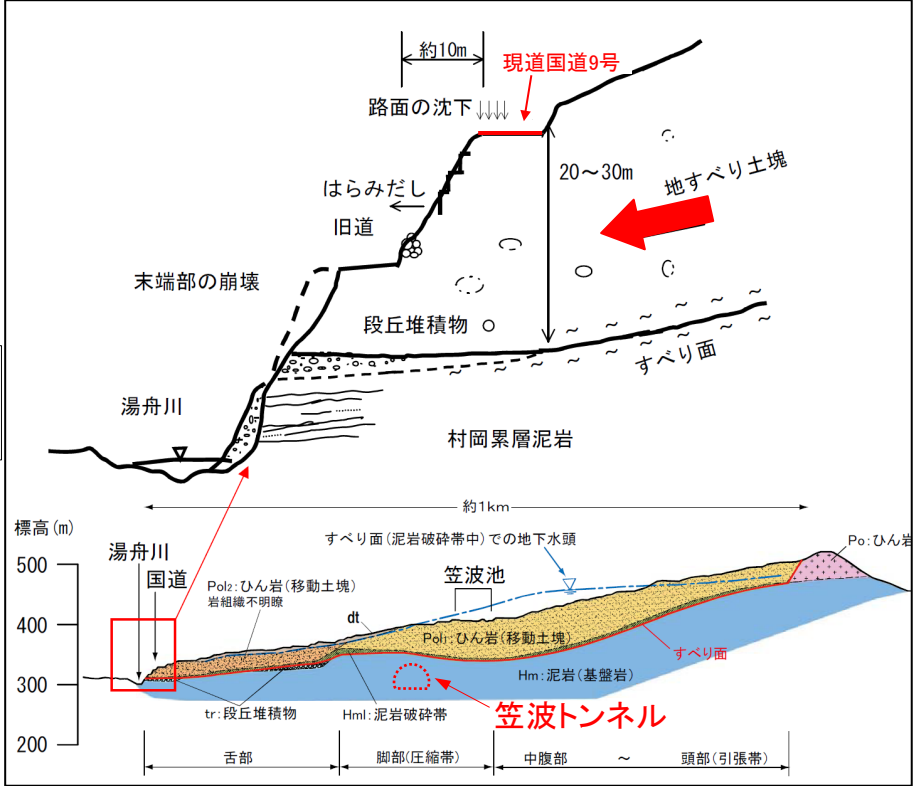 約10m
現道国道9号
路面の沈下
20～30m
地すべり土塊
はらみだし
旧道
末端部の崩壊
段丘堆積物
すべり面
湯舟川
村岡累層泥岩
約1km
標高(m)
すべり面(泥岩破砕帯中)での地下水頭
Po:ひん岩
湯舟川
国道
500
Pol2:ひん岩(移動土塊)
岩組織不明瞭
笠波池
400
dt
Pol1:ひん岩(移動土塊)
すべり面
Hm:泥岩(基盤岩)
300
tr:段丘堆積物
Hml:泥岩破砕帯
笠波トンネル
200
舌部
脚部(圧縮帯)
中腹部 ～ 頭部(引張帯)